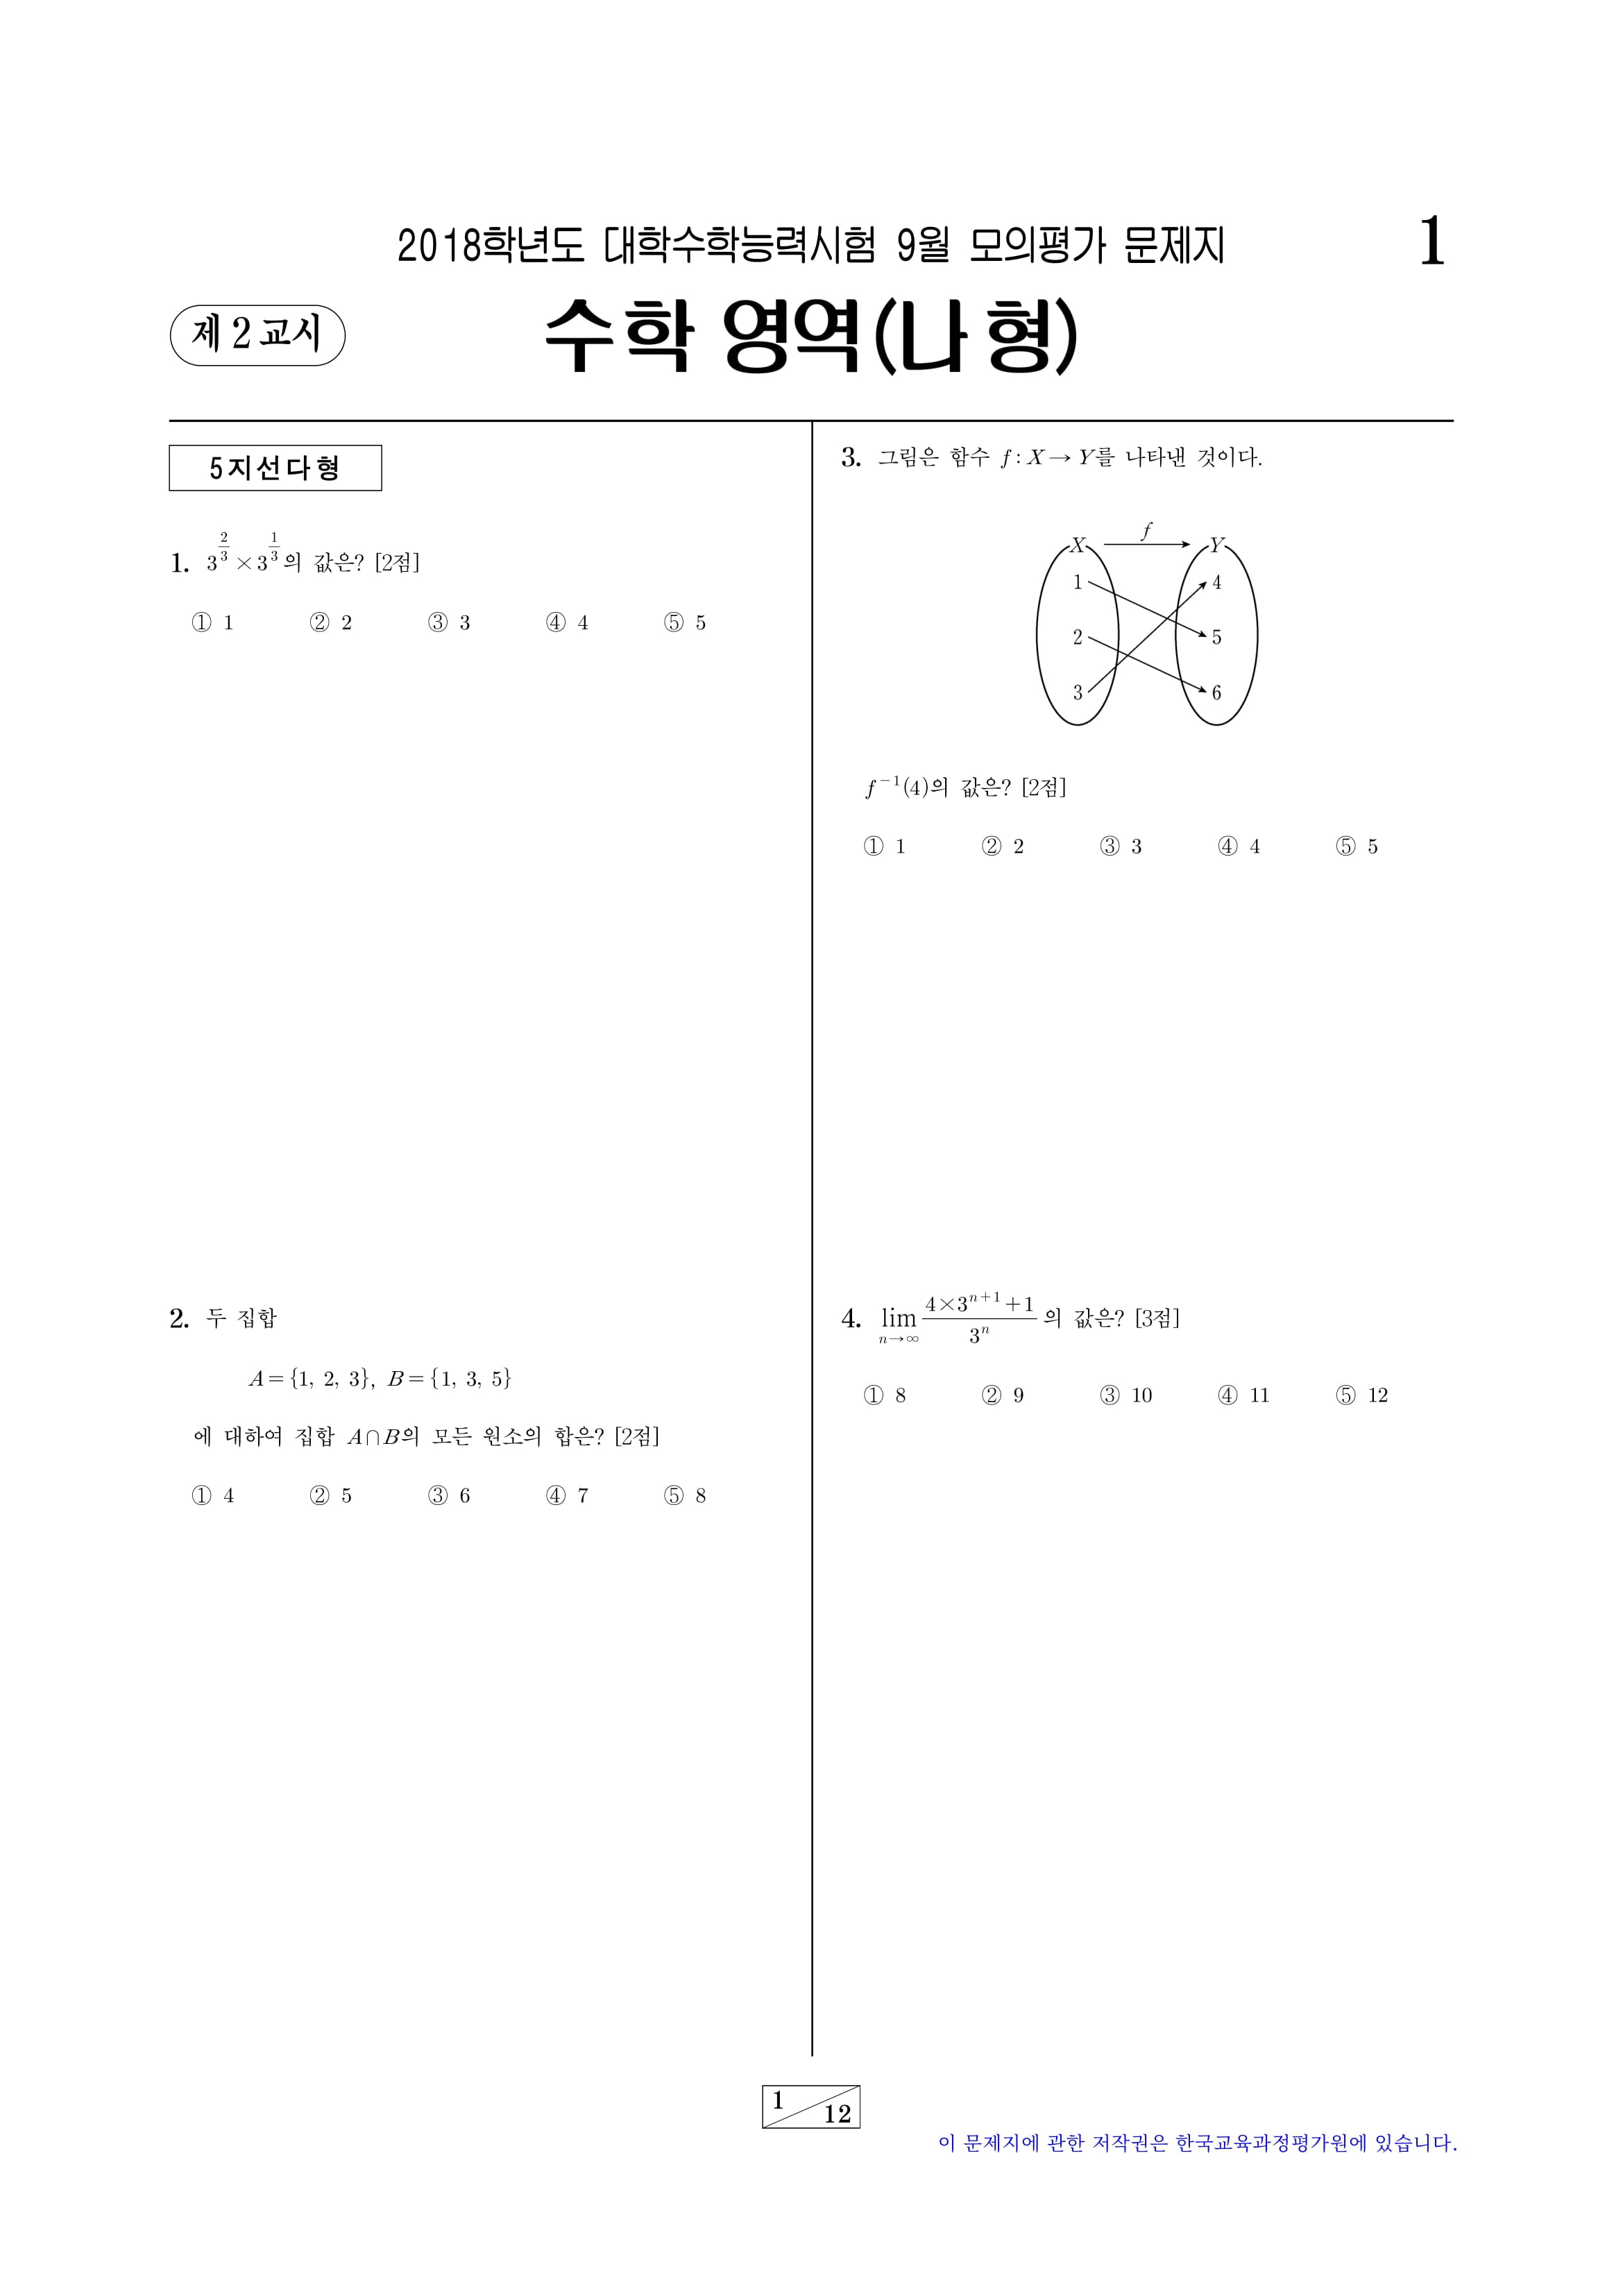 2018학년도 대학수학능력시험 9월 모의평가 문제지
1
제 2 교시
수학 영역(나 형)
5지선다형
1. 3^{2/3} × 3^{1/3}의 값은? [2점]
① 1 ② 2 ③ 3 ④ 4 ⑤ 5
2. 두 집합
A = {1, 2, 3}, B = {1, 3, 5}
에 대하여 집합 A∩B의 모든 원소의 합은? [2점]
① 4 ② 5 ③ 6 ④ 7 ⑤ 8
3. 그림은 함수 f : X → Y를 나타낸 것이다.
f
X Y
1 4
2 5
3 6
f^{-1}(4)의 값은? [2점]
① 1 ② 2 ③ 3 ④ 4 ⑤ 5
4. lim_{n→∞} (4×3^{n+1}+1)/3^n 의 값은? [3점]
① 8 ② 9 ③ 10 ④ 11 ⑤ 12
1
12
이 문제지에 관한 저작권은 한국교육과정평가원에 있습니다.